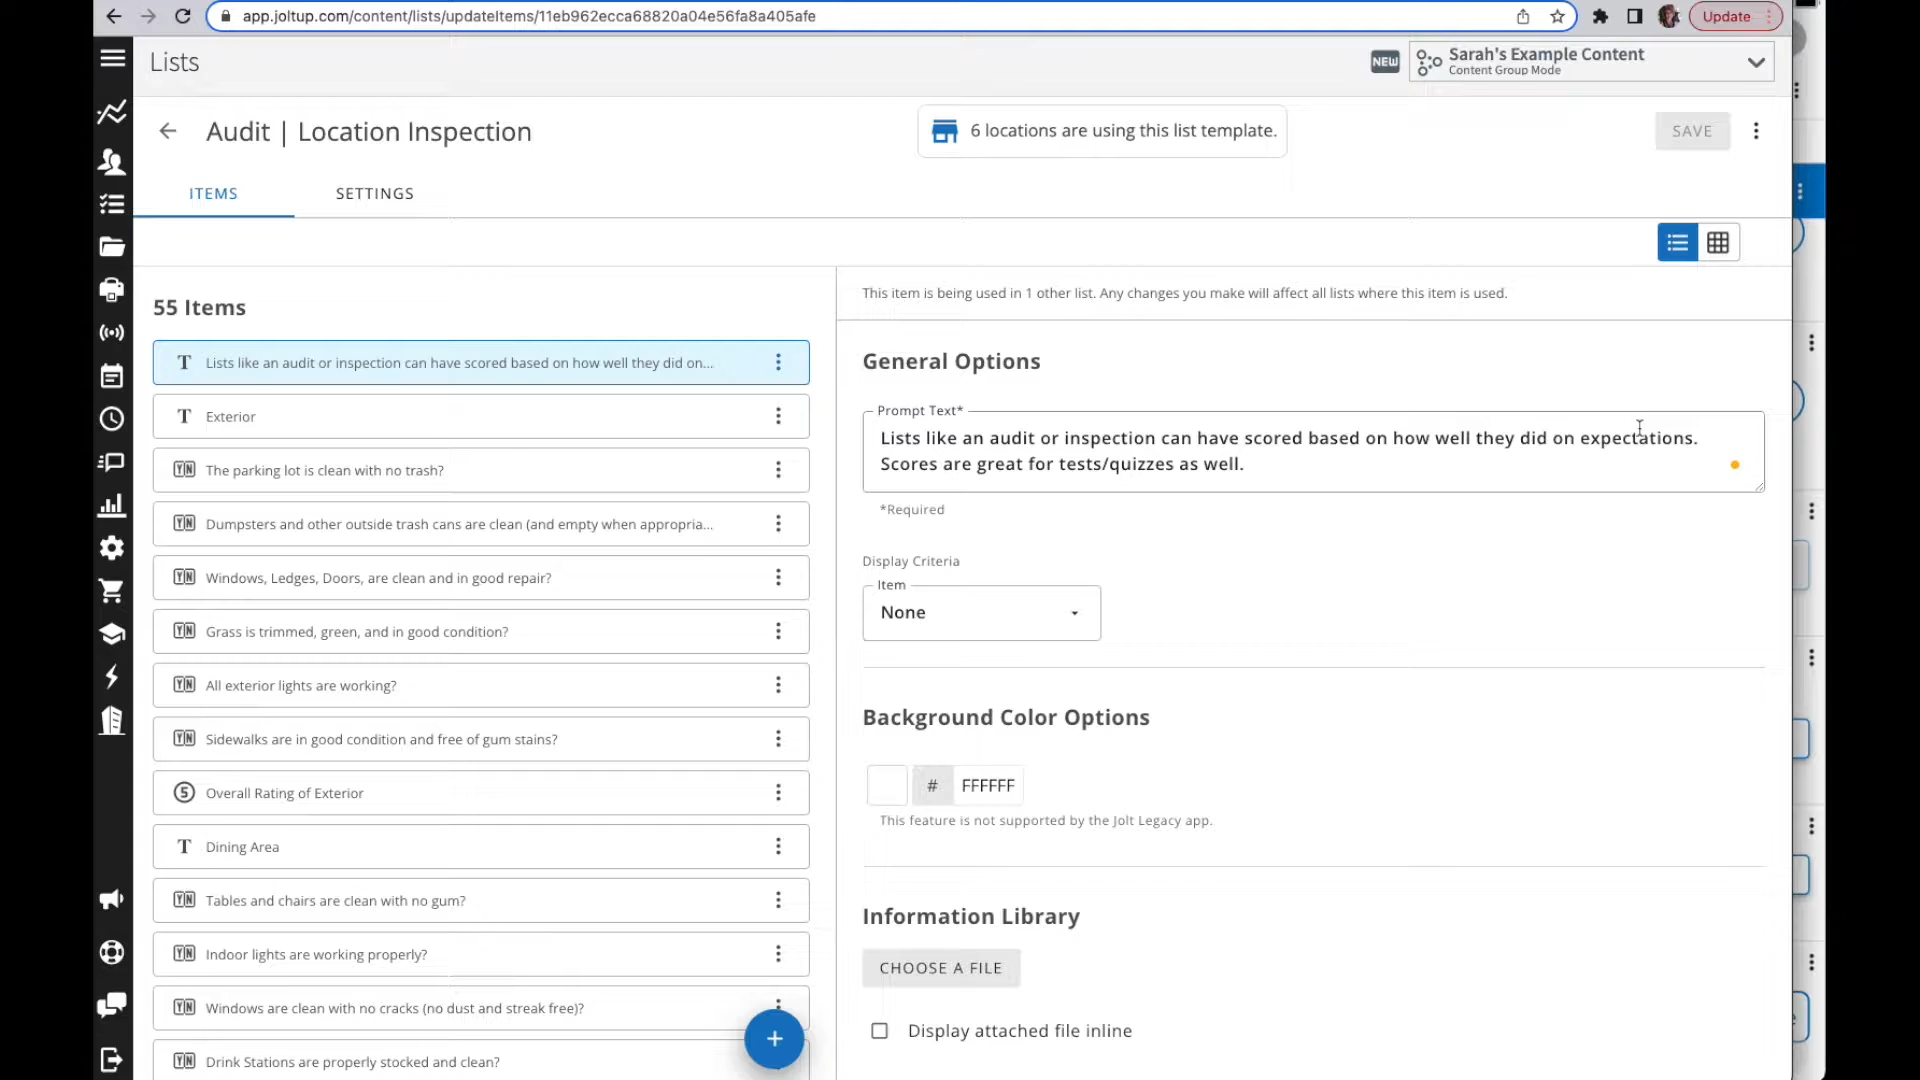 app.joltup.com/content/lists/updateItems/11eb962ecca68820a04e56fa8a405afe
Update
Lists
NEW
Sarah's Example Content
Content Group Mode
Audit | Location Inspection
6 locations are using this list template.
SAVE
ITEMS
SETTINGS
55 Items
This item is being used in 1 other list. Any changes you make will affect all lists where this item is used.
T Lists like an audit or inspection can have scored based on how well they did on...
T Exterior
YN The parking lot is clean with no trash?
YN Dumpsters and other outside trash cans are clean (and empty when appropria...
YN Windows, Ledges, Doors, are clean and in good repair?
YN Grass is trimmed, green, and in good condition?
YN All exterior lights are working?
YN Sidewalks are in good condition and free of gum stains?
5 Overall Rating of Exterior
T Dining Area
YN Tables and chairs are clean with no gum?
YN Indoor lights are working properly?
YN Windows are clean with no cracks (no dust and streak free)?
YN Drink Stations are properly stocked and clean?
General Options
Prompt Text*
Lists like an audit or inspection can have scored based on how well they did on expectations.
Scores are great for tests/quizzes as well.
*Required
Display Criteria
Item
None
Background Color Options
# FFFFFF
This feature is not supported by the Jolt Legacy app.
Information Library
CHOOSE A FILE
Display attached file inline